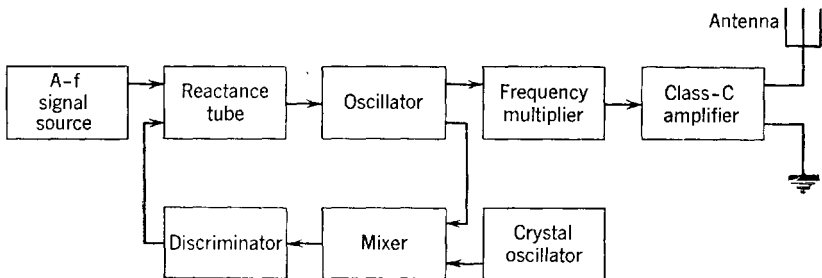 Antenna
A-f
signal
source
Reactance
tube
Oscillator
Frequency
multiplier
Class-C
amplifier
Discriminator
Mixer
Crystal
oscillator